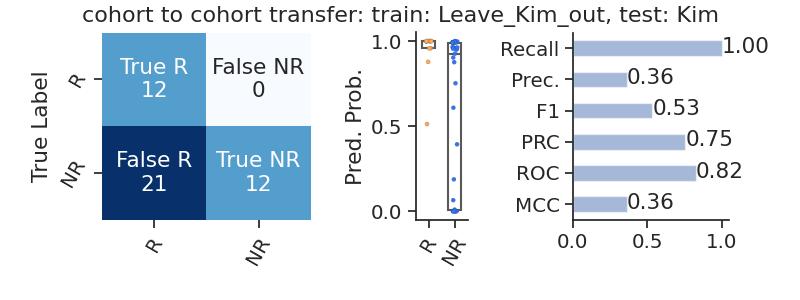 cohort to cohort transfer: train: Leave_Kim_out, test: Kim
True Label
R
NR
True R
12
False NR
0
False R
21
True NR
12
R
NR
Pred. Prob.
1.0
0.5
0.0
R
NR
Recall
1.00
Prec.
0.36
F1
0.53
PRC
0.75
ROC
0.82
MCC
0.36
0.0
0.5
1.0